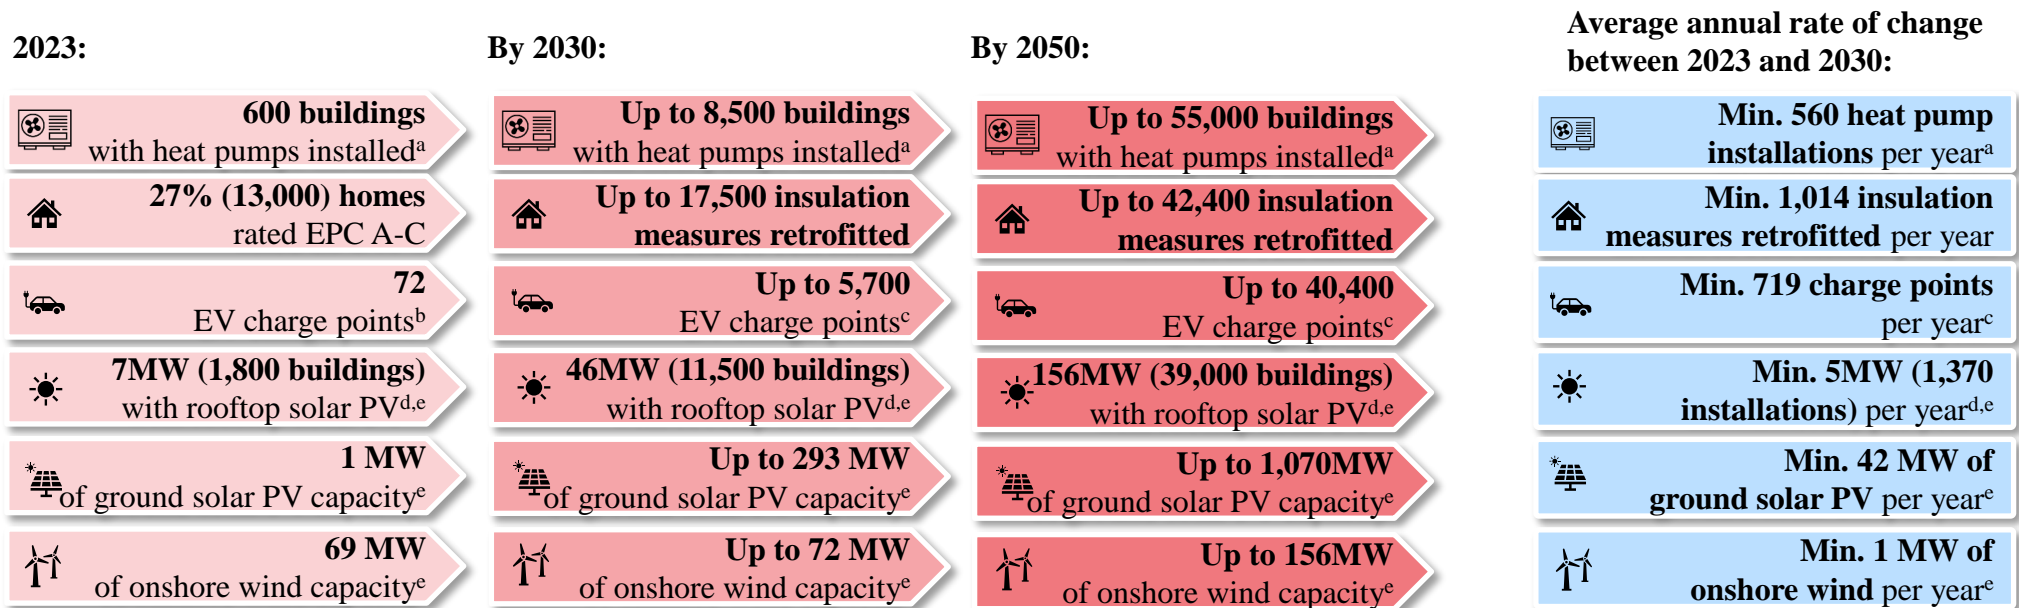 2023:
600 buildings
with heat pumps installedᵃ
27% (13,000) homes
rated EPC A-C
72
EV charge pointsᵇ
7MW (1,800 buildings)
with rooftop solar PVᵈ,ᵉ
1 MW
of ground solar PV capacityᵉ
69 MW
of onshore wind capacityᵉ
By 2030:
Up to 8,500 buildings
with heat pumps installedᵃ
Up to 17,500 insulation
measures retrofitted
Up to 5,700
EV charge pointsᶜ
46MW (11,500 buildings)
with rooftop solar PVᵈ,ᵉ
Up to 293 MW
of ground solar PV capacityᵉ
Up to 72 MW
of onshore wind capacityᵉ
By 2050:
Up to 55,000 buildings
with heat pumps installedᵃ
Up to 42,400 insulation
measures retrofitted
Up to 40,400
EV charge pointsᶜ
156MW (39,000 buildings)
with rooftop solar PVᵈ,ᵉ
Up to 1,070MW
of ground solar PV capacityᵉ
Up to 156MW
of onshore wind capacityᵉ
Average annual rate of change
between 2023 and 2030:
Min. 560 heat pump
installations per yearᵃ
Min. 1,014 insulation
measures retrofitted per year
Min. 719 charge points
per yearᶜ
Min. 5MW (1,370
installations) per yearᵈ,ᵉ
Min. 42 MW of
ground solar PV per yearᵉ
Min. 1 MW of
onshore wind per yearᵉ